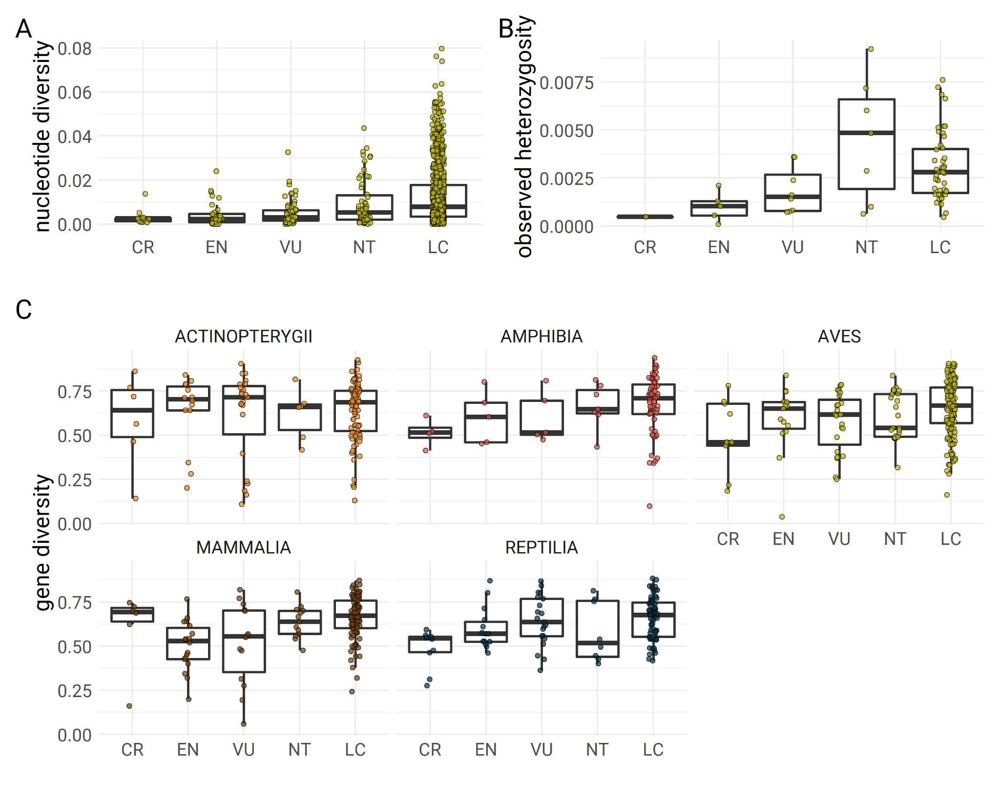 A
nucleotide diversity
0.08
0.06
0.04
0.02
0.00
CR EN VU NT LC
B
observed heterozygosity
0.0075
0.0050
0.0025
0.0000
CR EN VU NT LC
C
gene diversity
ACTINOPTERYGII AMPHIBIA AVES
0.75
0.50
0.25
0.00
CR EN VU NT LC
MAMMALIA REPTILIA
0.75
0.50
0.25
0.00
CR EN VU NT LC CR EN VU NT LC